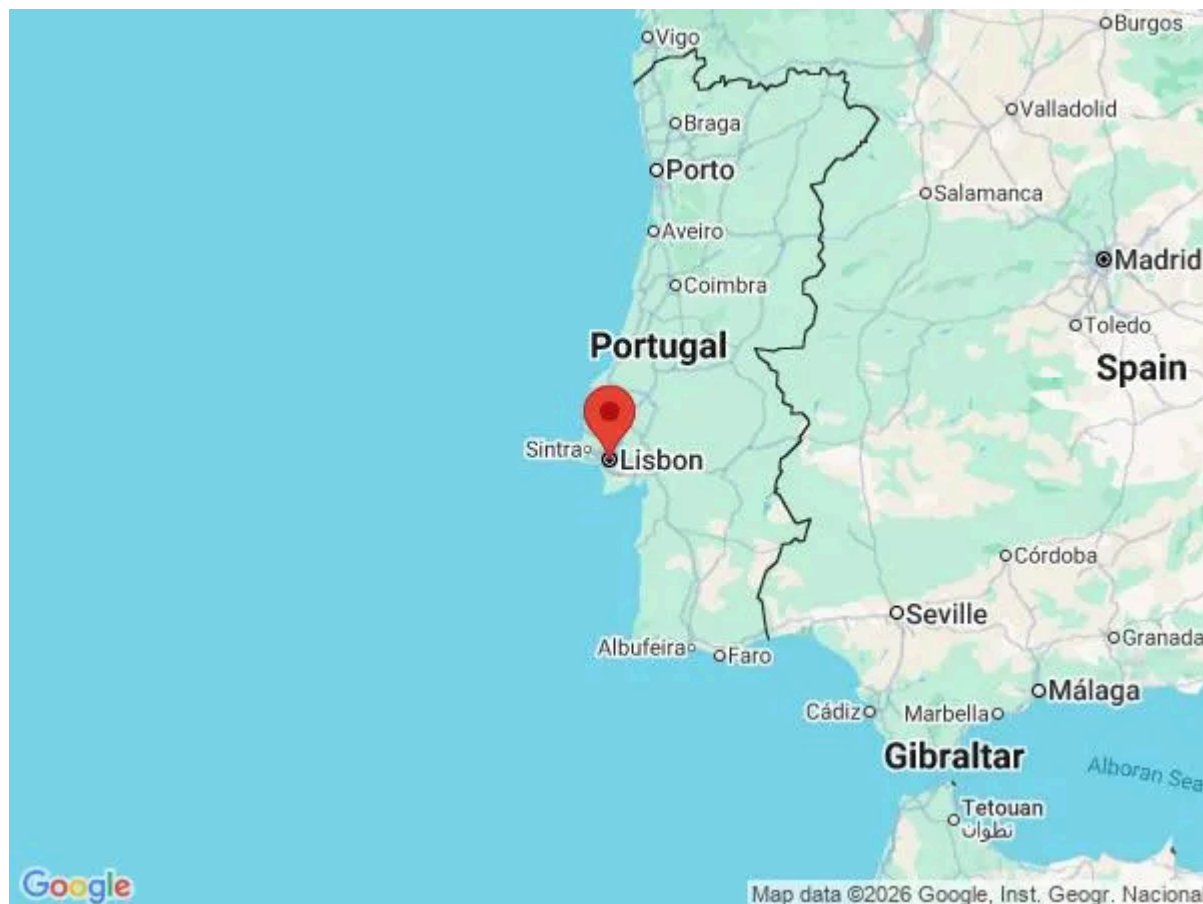 Burgos
Vigo
Valladolid
Braga
Porto
Salamanca
Aveiro
Madrid
Coimbra
Toledo
Portugal
Spain
Sintra
Lisbon
Córdoba
Seville
Granada
Albufeira
Faro
Málaga
Cádiz
Marbella
Gibraltar
Alboran Sea
Tetouan
تطوان
Google
Map data ©2026 Google, Inst. Geogr. Nacional